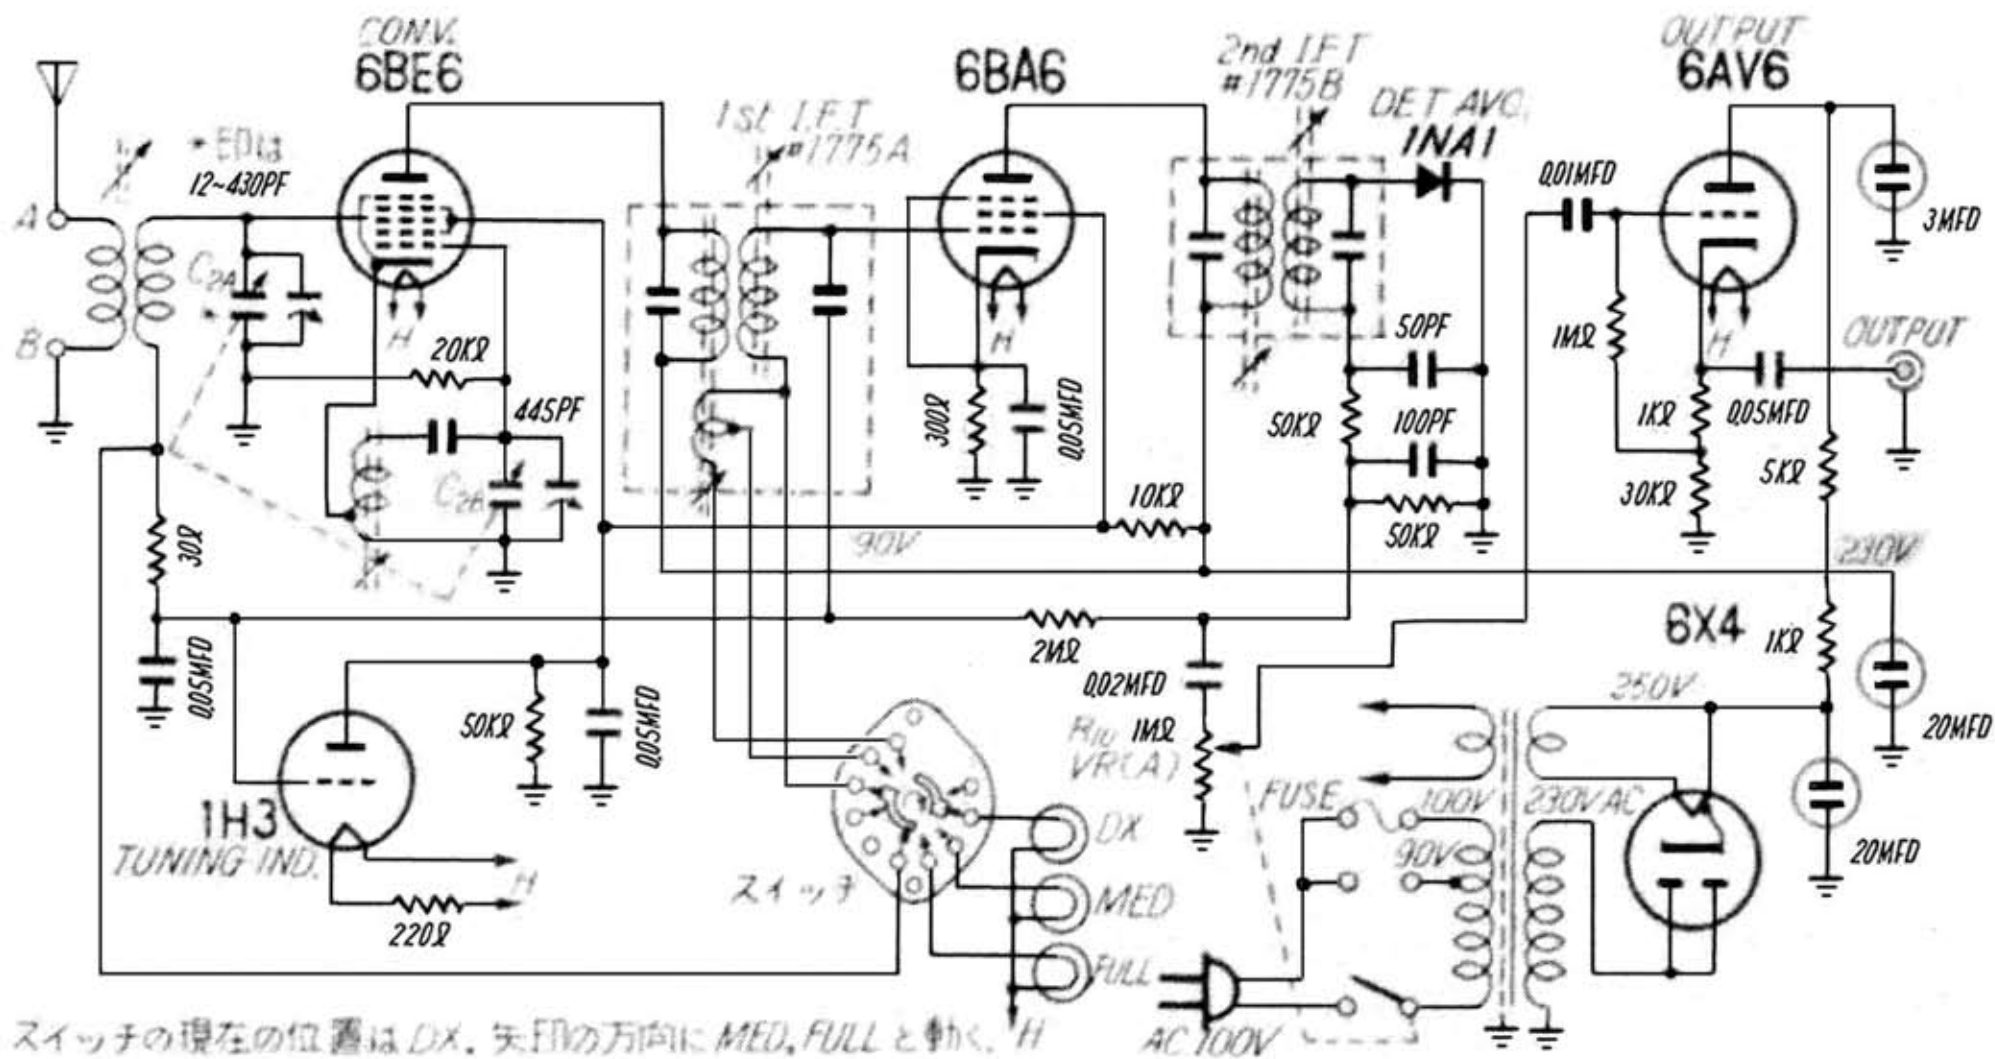 CONV.
6BE6
6BA6
2nd I.F.T
#1775B
OUTPUT
6AV6
1st I.F.T
#1775A
DET AVC.
1NA1
*印は
12~430PF
0.01MFD
3MFD
A
C2A
*
B
H
20KΩ
445PF
C2B
H
300Ω
0.05MFD
50PF
50KΩ
100PF
50KΩ
1MΩ
H
OUTPUT
1KΩ
0.05MFD
30KΩ
5KΩ
30Ω
10KΩ
90V
230V
2MΩ
6X4
1KΩ
0.05MFD
50KΩ
0.05MFD
0.02MFD
R10 1MΩ
VR(A)
250V
20MFD
1H3
TUNING IND.
H
220Ω
スイッチ
DX
MED
FULL
H
FUSE
100V
230V AC
90V
20MFD
AC 100V
スイッチの現在の位置はDX. 矢印の方向にMED. FULLと動く.